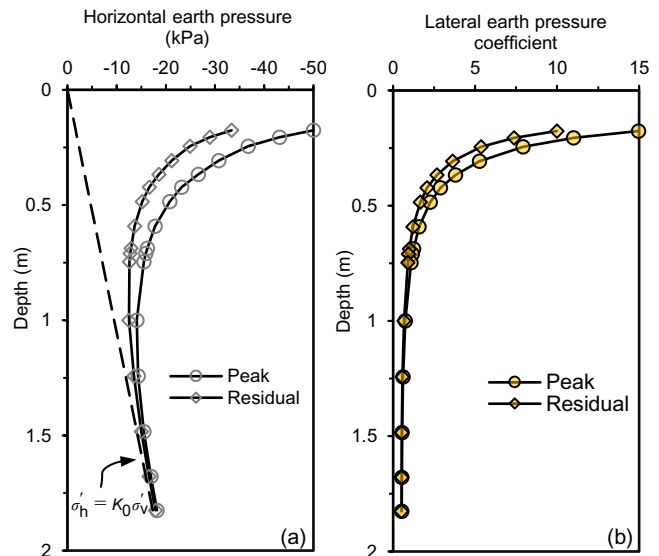 Horizontal earth pressure
(kPa)
0 -10 -20 -30 -40 -50
0
0.5
1
1.5
2
Depth (m)
Peak
Residual
σ′h = K0σ′v
(a)
Lateral earth pressure
coefficient
0 5 10 15
0
0.5
1
1.5
2
Depth (m)
Peak
Residual
(b)